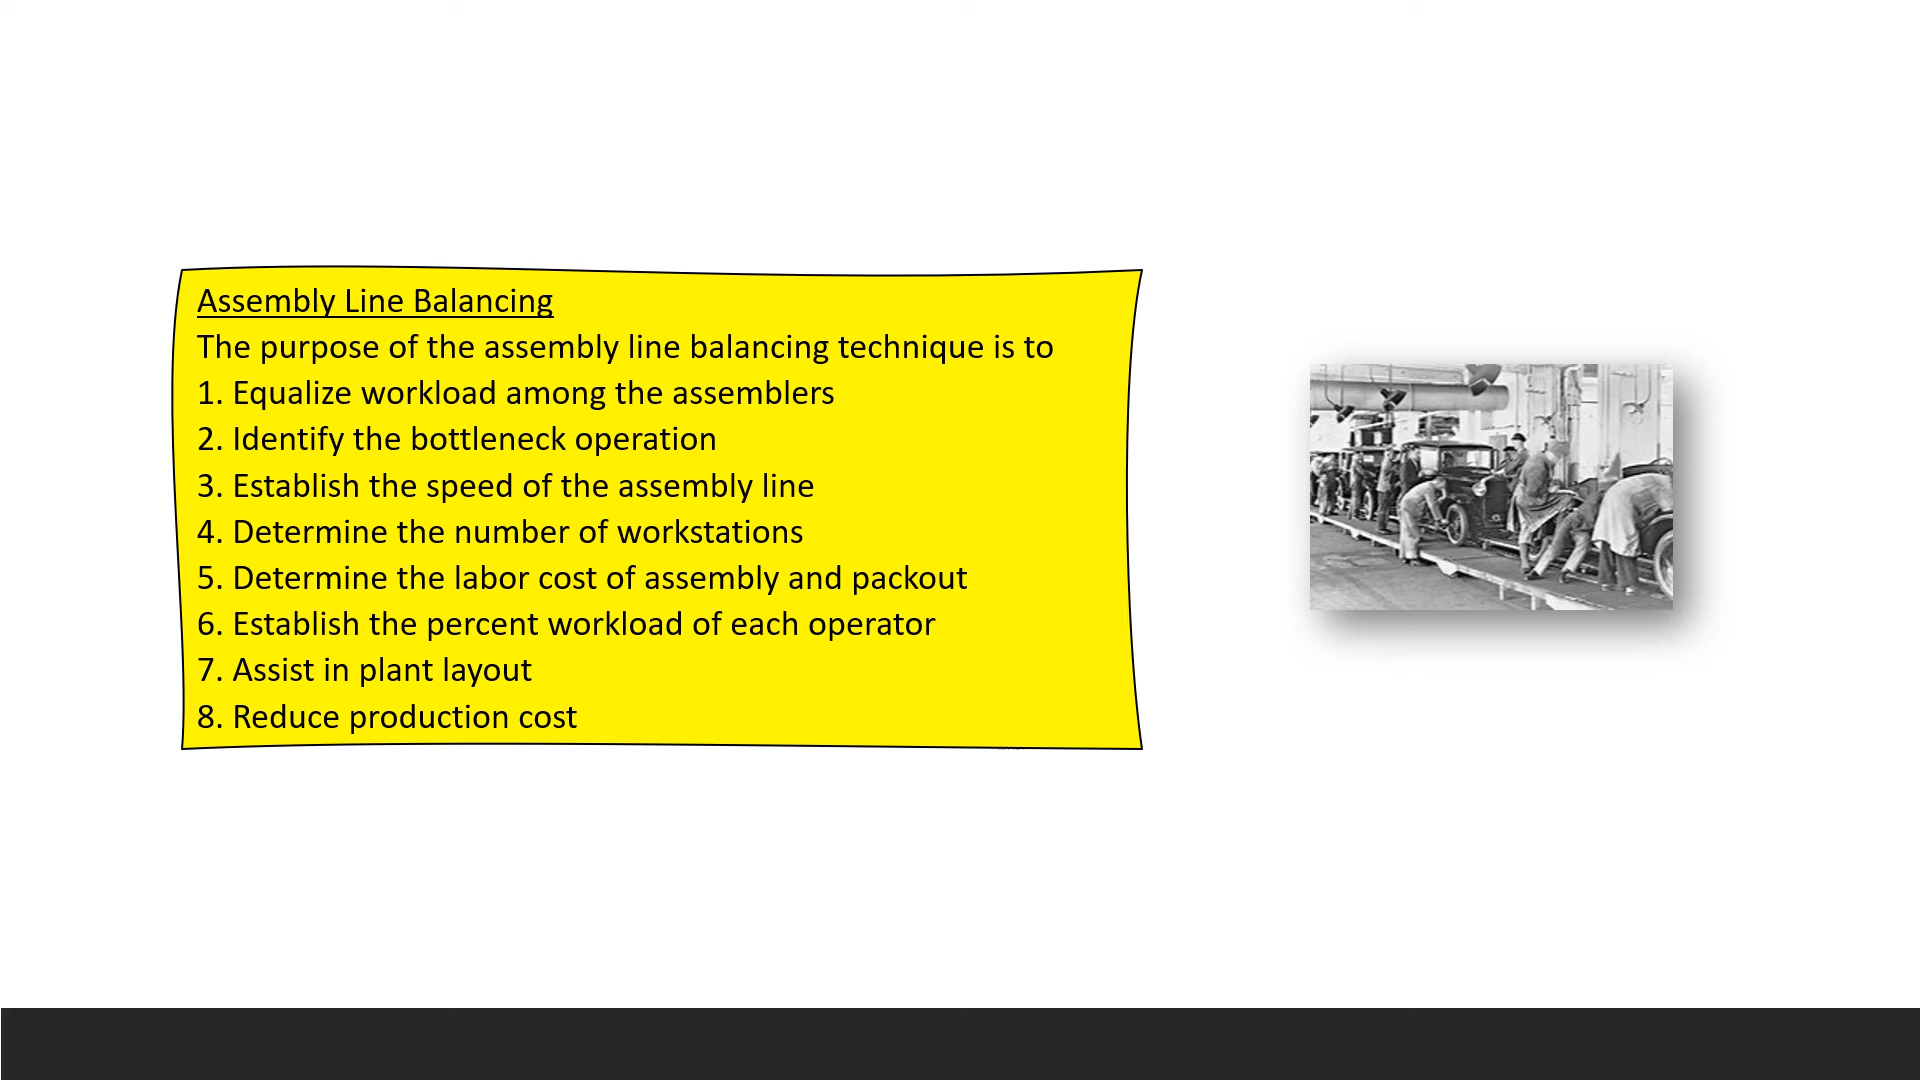 Assembly Line Balancing
The purpose of the assembly line balancing technique is to
1. Equalize workload among the assemblers
2. Identify the bottleneck operation
3. Establish the speed of the assembly line
4. Determine the number of workstations
5. Determine the labor cost of assembly and packout
6. Establish the percent workload of each operator
7. Assist in plant layout
8. Reduce production cost